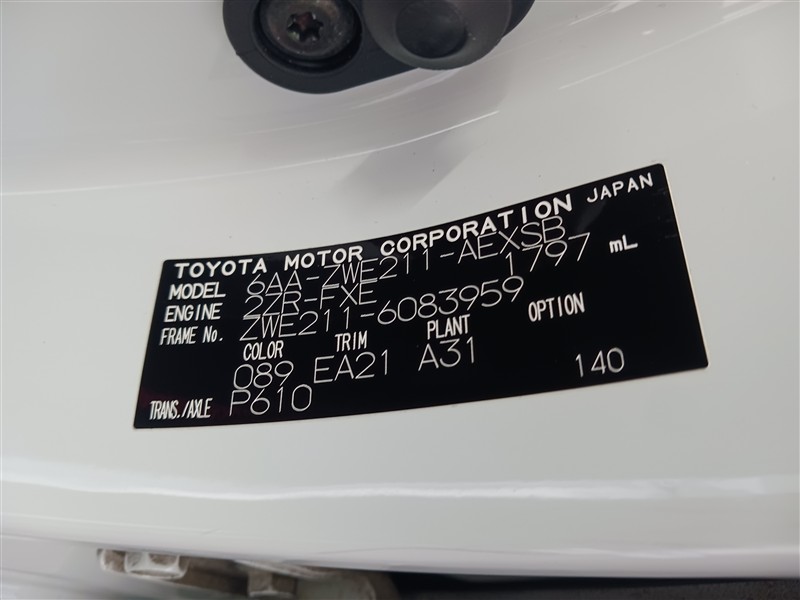 TOYOTA MOTOR CORPORATION JAPAN
MODEL 6AA-ZWE211-AEXSB
ENGINE 2ZR-FXE 1797 mL
FRAME No. ZWE211-6083959
COLOR TRIM PLANT OPTION
089 EA21 A31
TRANS./AXLE P610 140